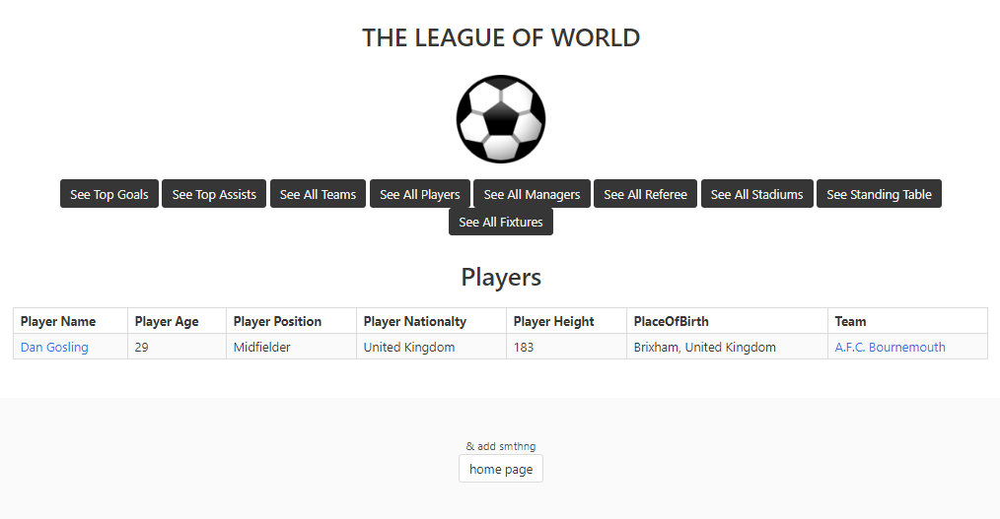 THE LEAGUE OF WORLD
See Top Goals See Top Assists See All Teams See All Players See All Managers See All Referee See All Stadiums See Standing Table
See All Fixtures
Players
Player Name Player Age Player Position Player Nationalty Player Height PlaceOfBirth Team
Dan Gosling 29 Midfielder United Kingdom 183 Brixham, United Kingdom A.F.C. Bournemouth
& add smthng
home page